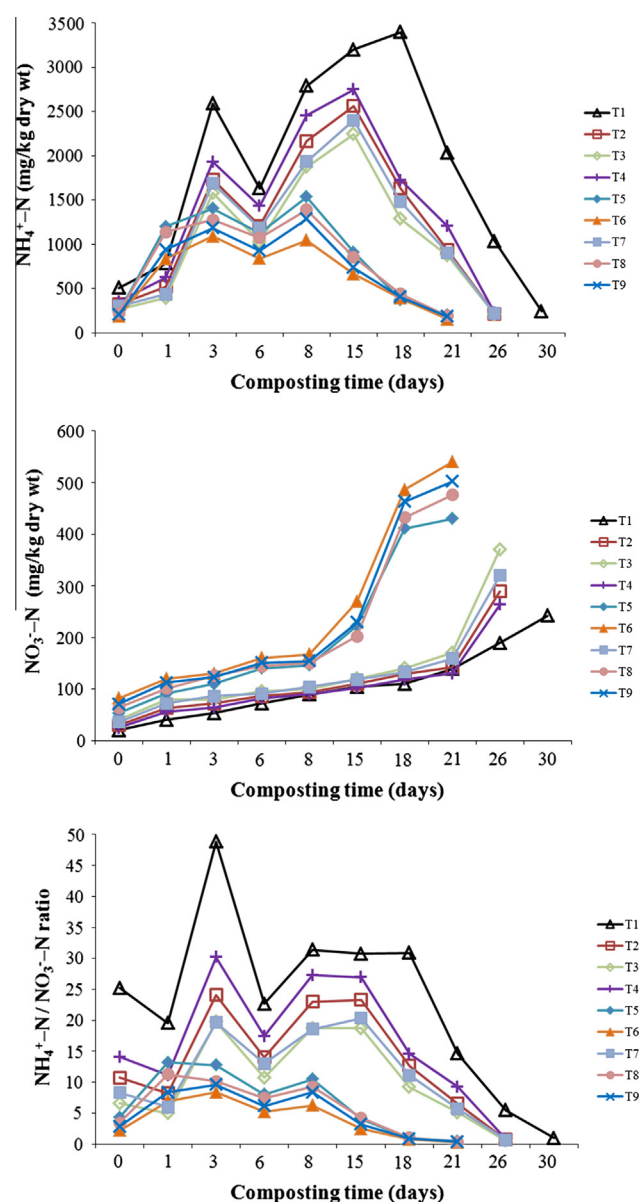 NH₄⁺–N (mg/kg dry wt)
3500
3000
2500
2000
1500
1000
500
0
0 1 3 6 8 15 18 21 26 30
Composting time (days)
T1
T2
T3
T4
T5
T6
T7
T8
T9
NO₃⁻–N (mg/kg dry wt)
600
500
400
300
200
100
0
0 1 3 6 8 15 18 21 26 30
Composting time (days)
T1
T2
T3
T4
T5
T6
T7
T8
T9
NH₄⁺–N / NO₃⁻–N ratio
50
45
40
35
30
25
20
15
10
5
0
0 1 3 6 8 15 18 21 26 30
Composting time (days)
T1
T2
T3
T4
T5
T6
T7
T8
T9